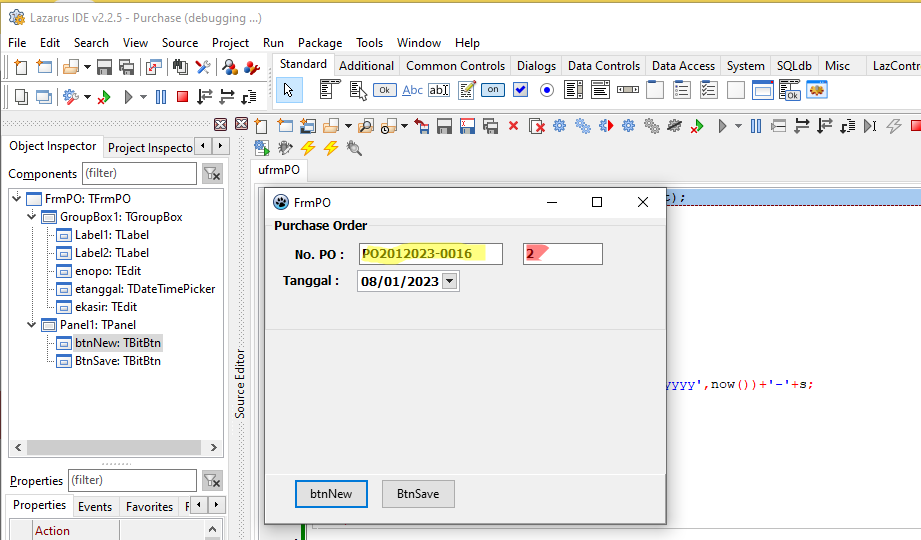 Lazarus IDE v2.2.5 - Purchase (debugging ...)
File Edit Search View Source Project Run Package Tools Window Help
Standard Additional Common Controls Dialogs Data Controls Data Access System SQLdb Misc LazContr
Ok Abc ab on Ok
Object Inspector Project Inspecto
Components (filter)
FrmPO: TFrmPO
GroupBox1: TGroupBox
Label1: TLabel
Label2: TLabel
enopo: TEdit
etanggal: TDateTimePicker
ekasir: TEdit
Panel1: TPanel
btnNew: TBitBtn
BtnSave: TBitBtn
Properties (filter)
Properties Events Favorites
Action
Source Editor
ufrmPO
);
yyyy',now())+'-'+s;
FrmPO
Purchase Order
No. PO : PO2012023-0016 2
Tanggal : 08/01/2023
btnNew BtnSave